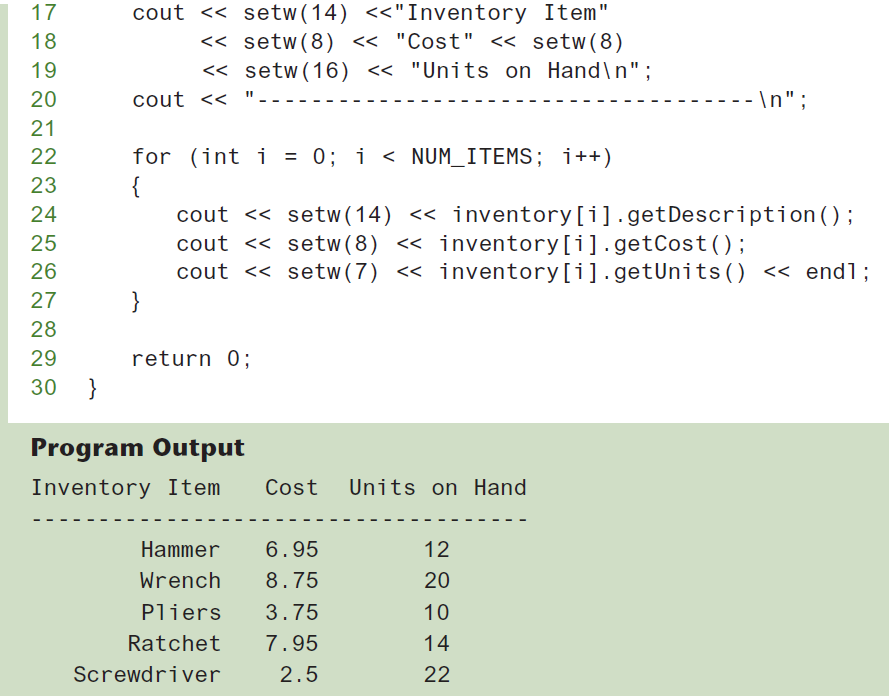 17 cout << setw(14) <<"Inventory Item"
18 << setw(8) << "Cost" << setw(8)
19 << setw(16) << "Units on Hand\n";
20 cout << "-------------------------------------\n";
21
22 for (int i = 0; i < NUM_ITEMS; i++)
23 {
24 cout << setw(14) << inventory[i].getDescription();
25 cout << setw(8) << inventory[i].getCost();
26 cout << setw(7) << inventory[i].getUnits() << endl;
27 }
28
29 return 0;
30 }
Program Output
Inventory Item Cost Units on Hand
-------------------------------------
Hammer 6.95 12
Wrench 8.75 20
Pliers 3.75 10
Ratchet 7.95 14
Screwdriver 2.5 22